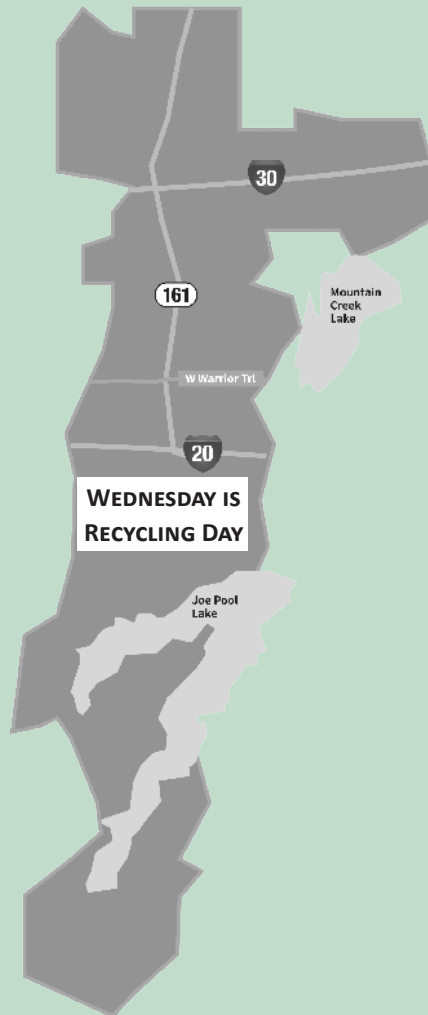 30
161
Mountain
Creek
Lake
W Warrior Trl
20
WEDNESDAY IS
RECYCLING DAY
Joe Pool
Lake